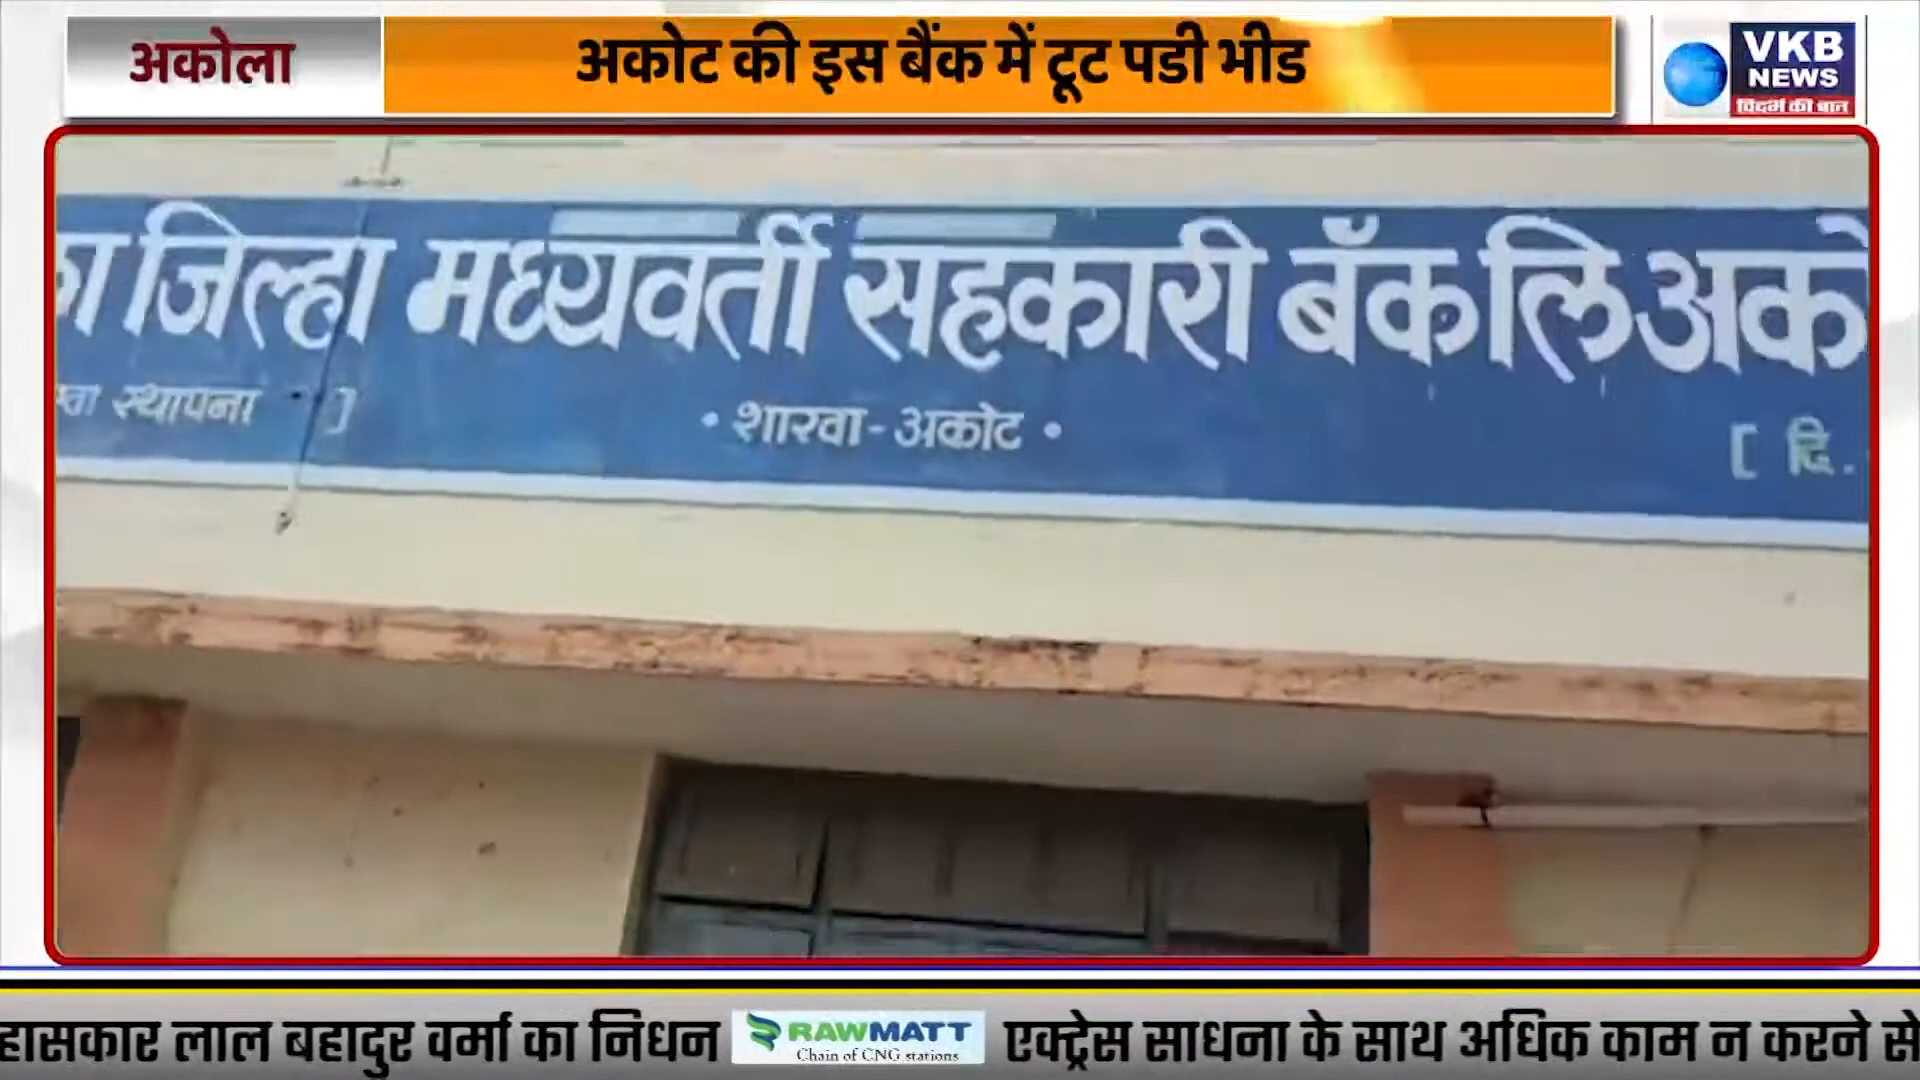 अकोला
अकोट की इस बैंक में टूट पडी भीड
VKB
NEWS
विदर्भ की बात
जिल्हा मध्यवर्ती सहकारी बँक लि अको
स्थापना ]
• शाखा - अकोट •
[ दि.
हासकार लाल बहादुर वर्मा का निधन
RAWMATT
Chain of CNG stations
एक्ट्रेस साधना के साथ अधिक काम न करने से